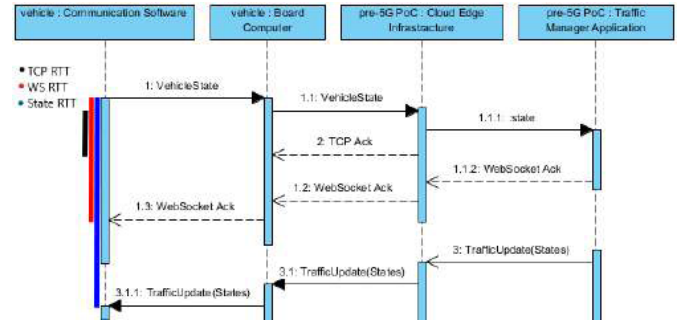 vehicle : Communication Software
vehicle : Board
Computer
pre-5G PoC : Cloud Edge
Infrastracture
pre-5G PoC : Traffic
Manager Application
TCP RTT
WS RTT
State RTT
1: VehicleState
1.1: VehicleState
1.1.1: :state
2: TCP Ack
1.1.2: WebSocket Ack
1.2: WebSocket Ack
1.3: WebSocket Ack
3: TrafficUpdate(States)
3.1: TrafficUpdate(States)
3.1.1: TrafficUpdate(States)